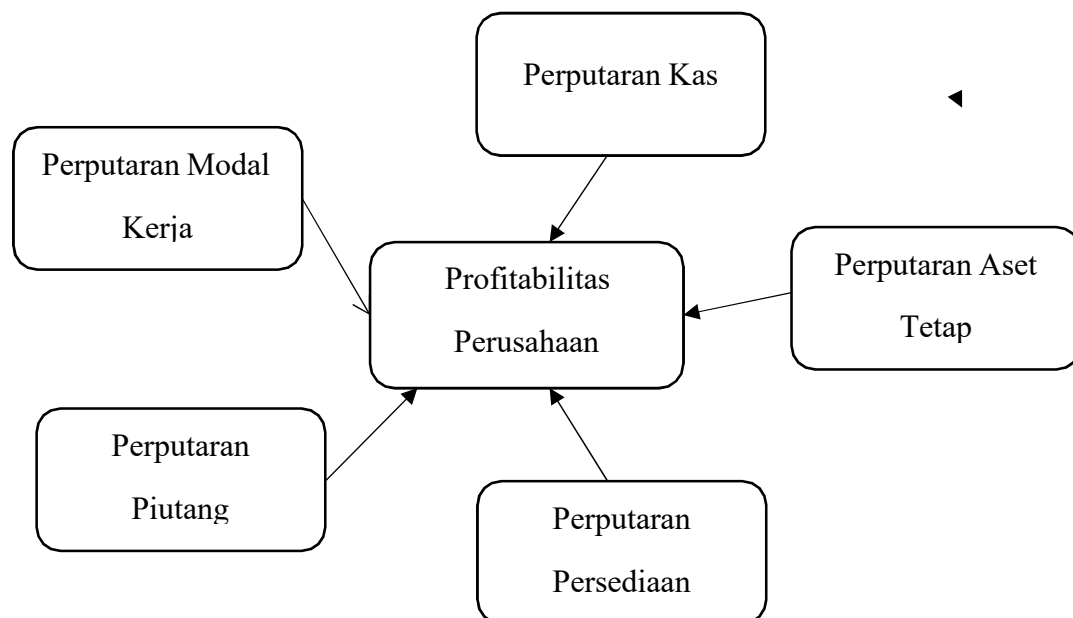 Perputaran Kas
Perputaran Modal
Kerja
Profitabilitas
Perusahaan
Perputaran Aset
Tetap
Perputaran
Piutang
Perputaran
Persediaan